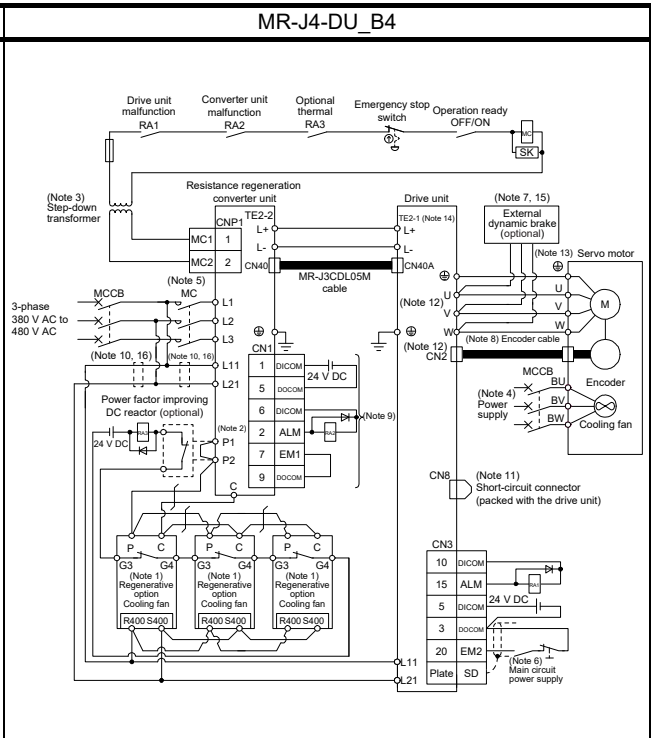 MR-J4-DU_B4
Drive unit malfunction RA1
Converter unit malfunction RA2
Optional thermal RA3
Emergency stop switch
Operation ready OFF/ON
MC
SK
(Note 3)
Step-down transformer
Resistance regeneration converter unit
CNP1
TE2-2
MC1 1
MC2 2
L+
L-
CN40
MR-J3CDL05M cable
Drive unit
TE2-1 (Note 14)
L+
L-
CN40A
(Note 7, 15)
External dynamic brake (optional)
(Note 13) Servo motor
U
V
W
(Note 12)
U
V
W
M
(Note 8) Encoder cable
(Note 12)
CN2
Encoder
MCCB
(Note 4)
Power supply
BU
BV
BW
Cooling fan
3-phase 380 V AC to 480 V AC
MCCB
(Note 5)
MC
L1
L2
L3
(Note 10, 16)
(Note 10, 16)
L11
L21
Power factor improving DC reactor (optional)
24 V DC
RA3
(Note 2)
P1
P2
C
CN1
1 DICOM
5 DOCOM
6 DICOM
2 ALM
7 EM1
9 DOCOM
24 V DC
RA2
(Note 9)
CN8
(Note 11)
Short-circuit connector
(packed with the drive unit)
P C
P C
P C
G3 G4
G3 G4
G3 G4
(Note 1)
Regenerative option
Cooling fan
R400 S400
(Note 1)
Regenerative option
Cooling fan
R400 S400
(Note 1)
Regenerative option
Cooling fan
R400 S400
CN3
10 DICOM
15 ALM
5 DICOM
3 DOCOM
20 EM2
Plate SD
RA1
24 V DC
(Note 6)
Main circuit power supply
L11
L21